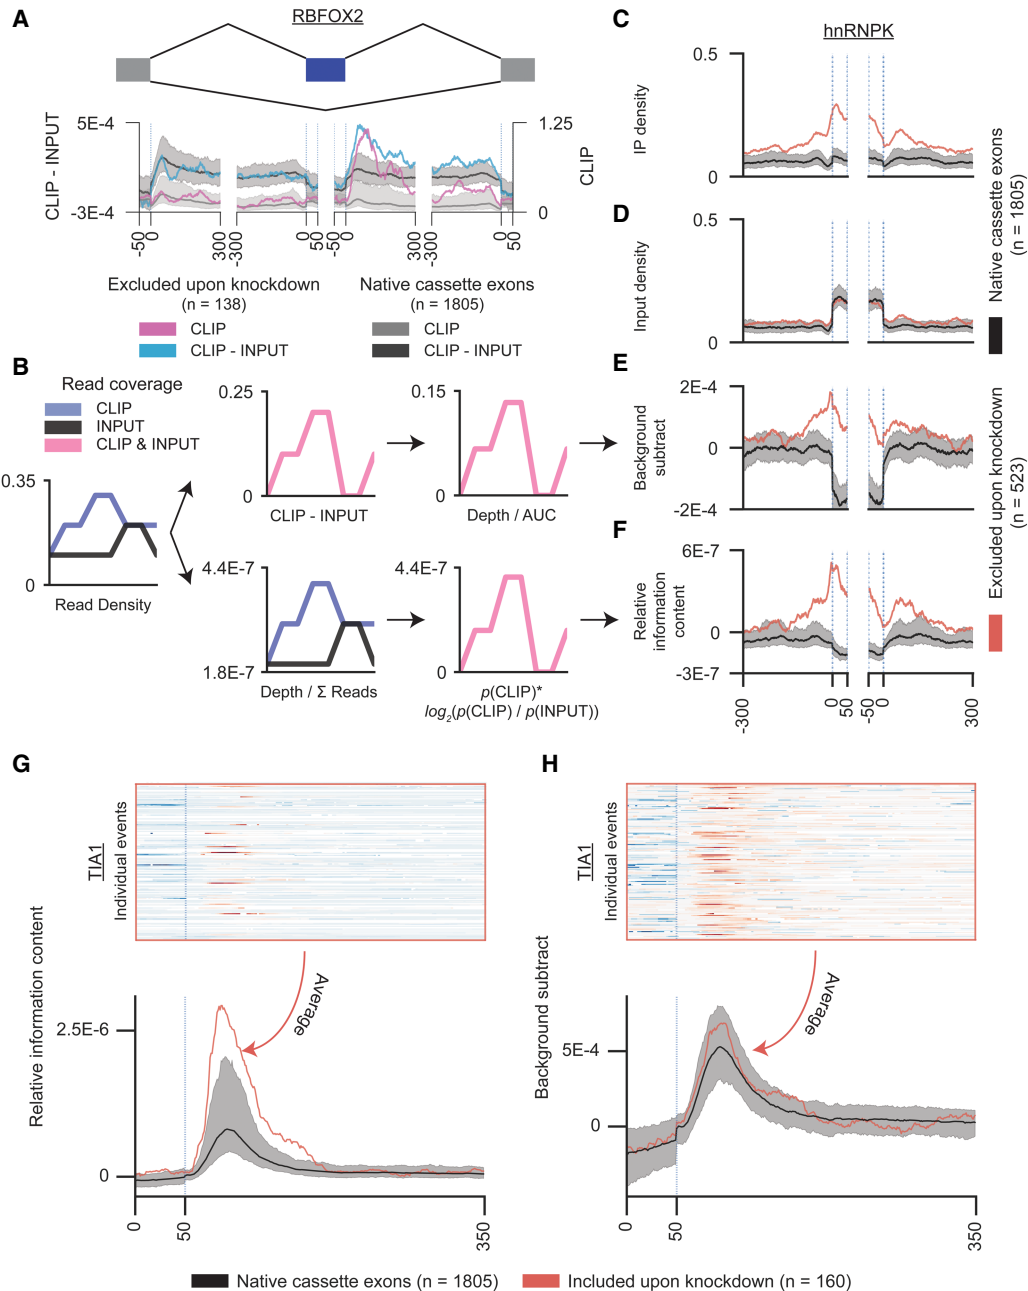 A
RBFOX2
5E-4
-3E-4
CLIP - INPUT
1.25
0
CLIP
-50
0
300
-300
0
50
-50
0
300
-300
0
50
Excluded upon knockdown
(n = 138)
CLIP
CLIP - INPUT
Native cassette exons
(n = 1805)
CLIP
CLIP - INPUT
B
Read coverage
CLIP
INPUT
CLIP & INPUT
0.35
0
Read Density
0.25
0
CLIP - INPUT
0.15
0
Depth / AUC
4.4E-7
1.8E-7
Depth / Σ Reads
4.4E-7
0
p(CLIP)*
log2(p(CLIP) / p(INPUT))
C
hnRNPK
0.5
0
IP density
D
0.5
0
Input density
E
2E-4
0
-2E-4
Background
subtract
F
6E-7
0
-3E-7
Relative
information
content
-300
0
50
-50
0
300
Native cassette exons
(n = 1805)
Excluded upon knockdown
(n = 523)
G
TIA1
Individual events
Average
Relative information content
2.5E-6
0
0
50
350
H
TIA1
Individual events
Average
Background subtract
5E-4
0
0
50
350
Native cassette exons (n = 1805)
Included upon knockdown (n = 160)